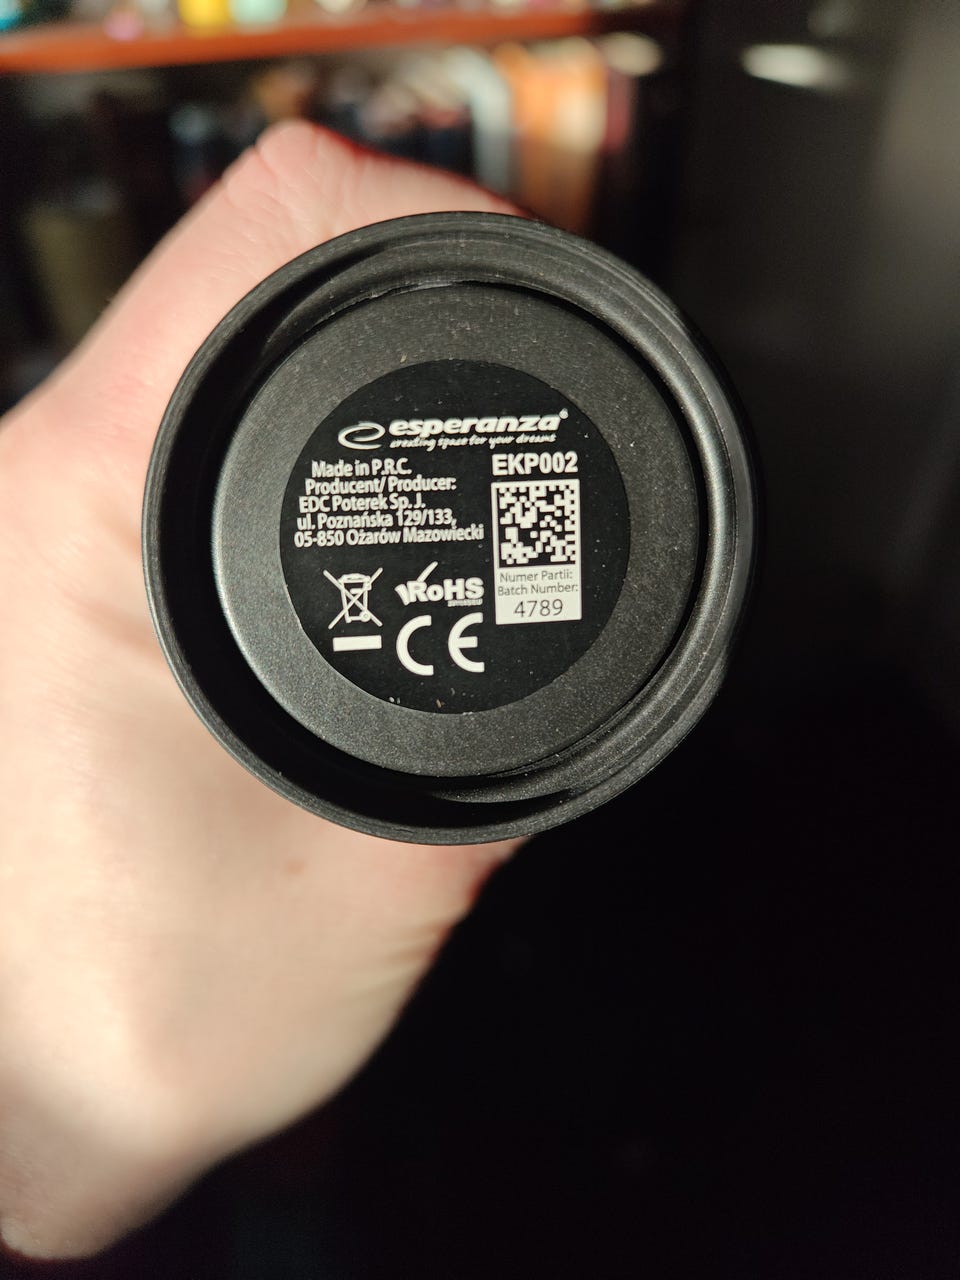 esperanza
creating space for your dreams
Made in P.R.C.
Producent/ Producer:
EDC Poterek Sp. J.
ul. Poznańska 129/133,
05-850 Ożarów Mazowiecki
EKP002
Numer Partii:
Batch Number:
4789
RoHS
CE